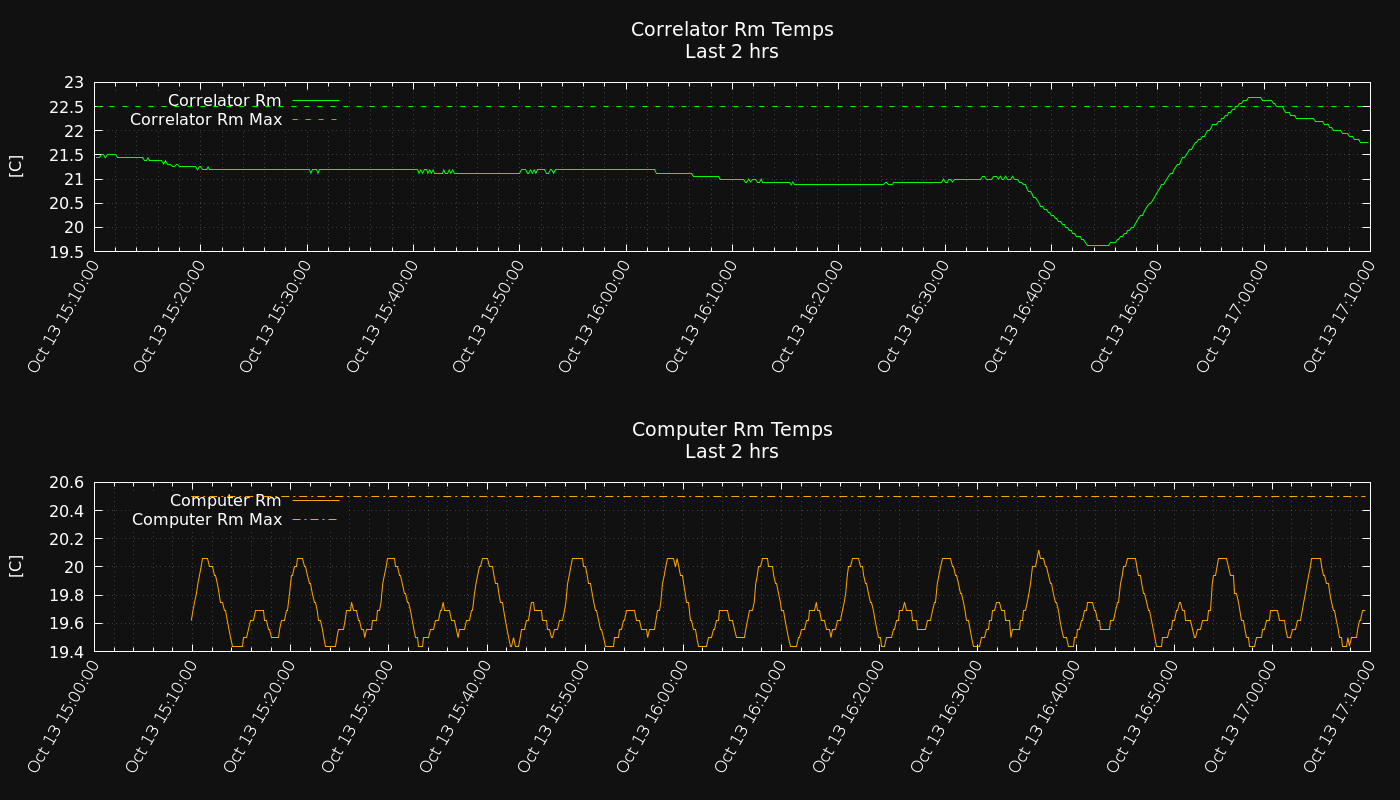 Correlator Rm Temps
Last 2 hrs
23
22.5
22
21.5
21
20.5
20
19.5
[C]
Correlator Rm
Correlator Rm Max
Oct 13 15:10:00
Oct 13 15:20:00
Oct 13 15:30:00
Oct 13 15:40:00
Oct 13 15:50:00
Oct 13 16:00:00
Oct 13 16:10:00
Oct 13 16:20:00
Oct 13 16:30:00
Oct 13 16:40:00
Oct 13 16:50:00
Oct 13 17:00:00
Oct 13 17:10:00
Computer Rm Temps
Last 2 hrs
20.6
20.4
20.2
20
19.8
19.6
19.4
[C]
Computer Rm
Computer Rm Max
Oct 13 15:00:00
Oct 13 15:10:00
Oct 13 15:20:00
Oct 13 15:30:00
Oct 13 15:40:00
Oct 13 15:50:00
Oct 13 16:00:00
Oct 13 16:10:00
Oct 13 16:20:00
Oct 13 16:30:00
Oct 13 16:40:00
Oct 13 16:50:00
Oct 13 17:00:00
Oct 13 17:10:00